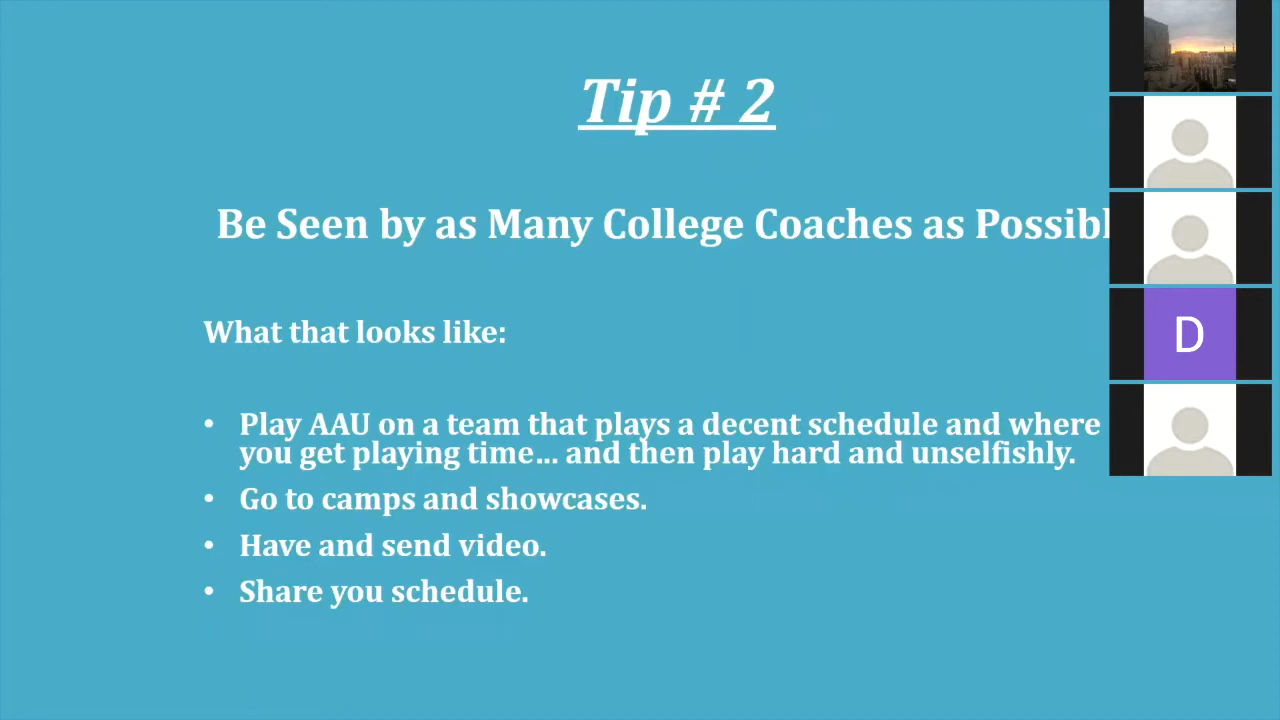 Tip # 2
Be Seen by as Many College Coaches as
What that looks like:
• Play AAU on a team that plays a decent schedule and where
you get playing time... and then play hard and unselfishly.
• Go to camps and showcases.
• Have and send video.
• Share you schedule.
D